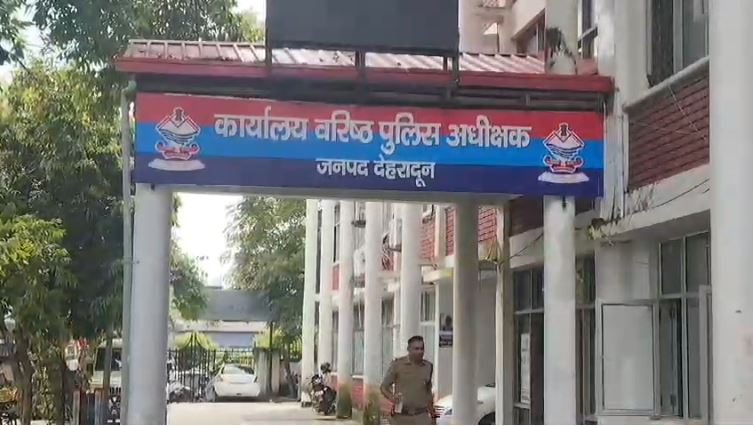 कार्यालय वरिष्ठ पुलिस अधीक्षक
जनपद देहरादून